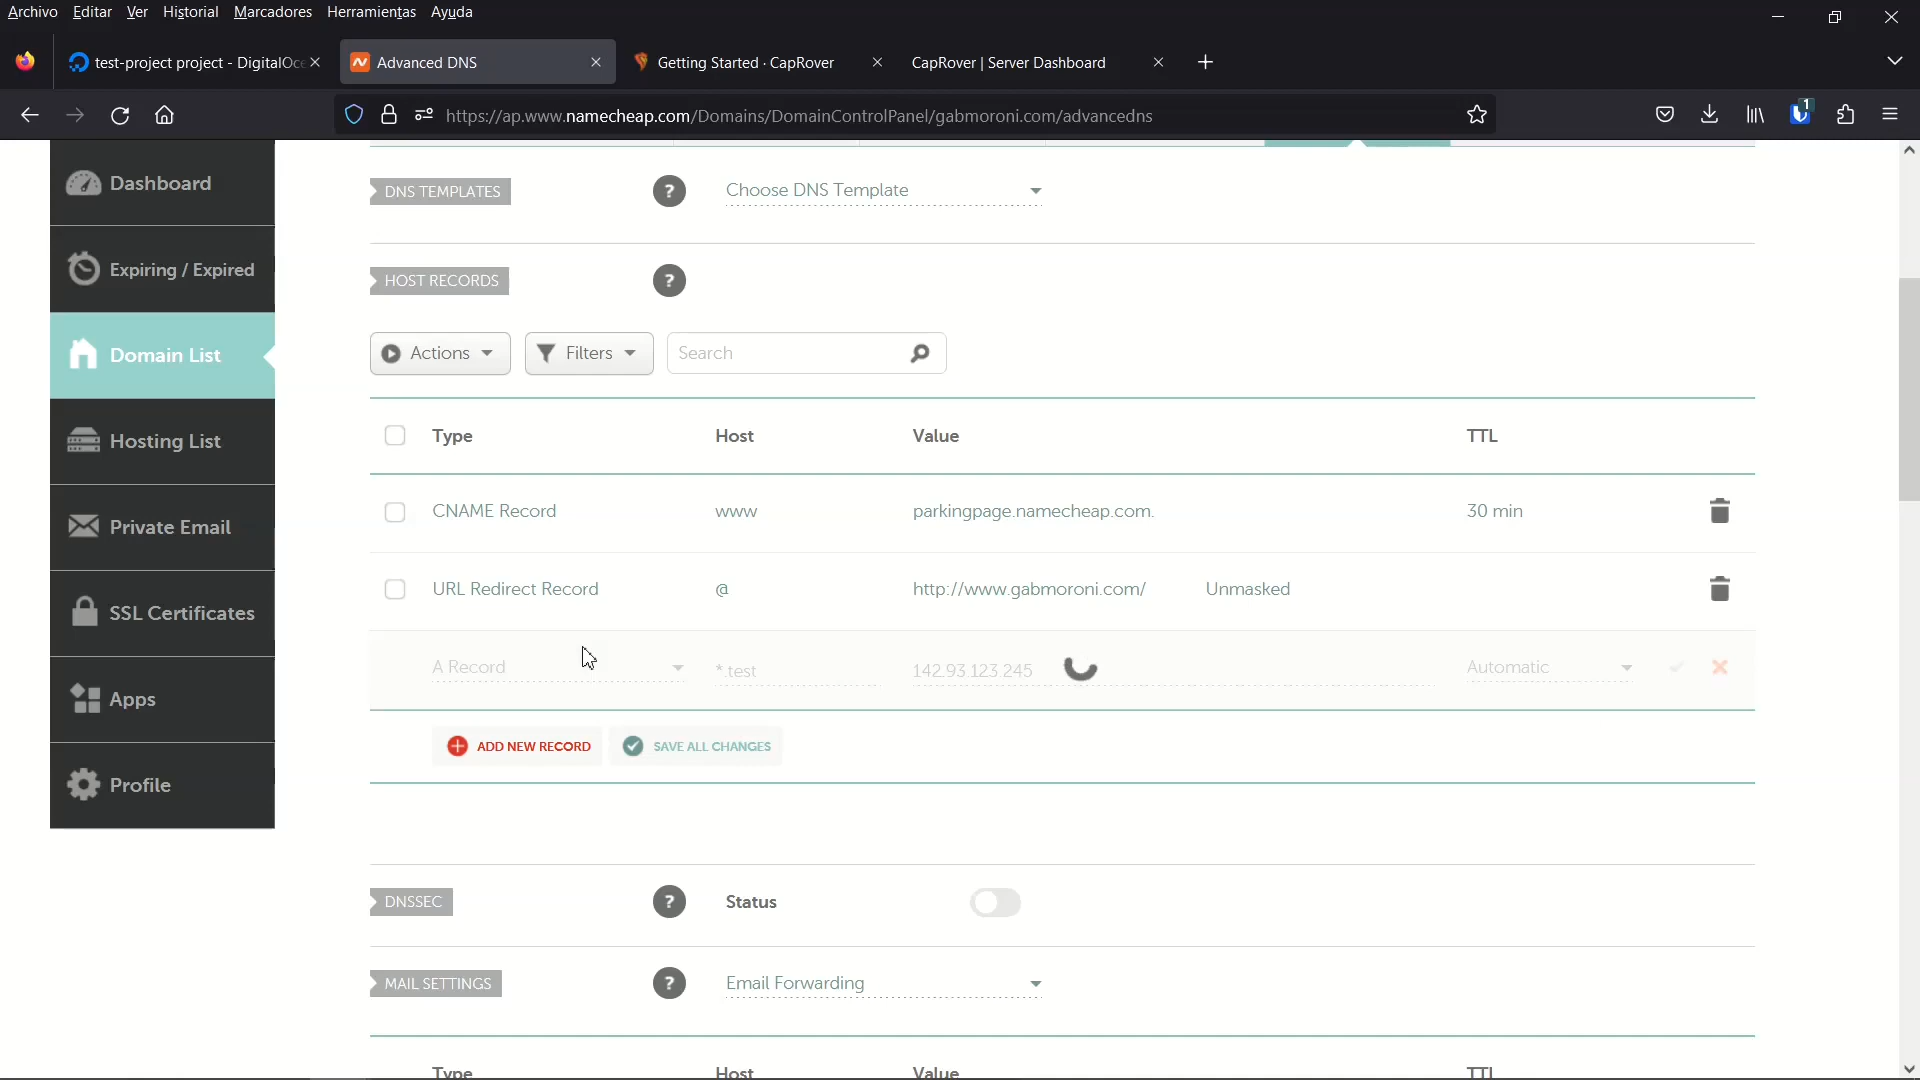 Archivo Editar Ver Historial Marcadores Herramientas Ayuda
test-project project - DigitalOce
Advanced DNS
Getting Started · CapRover
CapRover | Server Dashboard
https://ap.www.namecheap.com/Domains/DomainControlPanel/gabmoroni.com/advanceddns
1
Dashboard
Expiring / Expired
Domain List
Hosting List
Private Email
SSL Certificates
Apps
Profile
DNS TEMPLATES ? Choose DNS Template
HOST RECORDS ?
Actions Filters Search
Type Host Value TTL
CNAME Record www parkingpage.namecheap.com. 30 min
URL Redirect Record @ http://www.gabmoroni.com/ Unmasked
A Record *.test 142.93.123.245 Automatic
ADD NEW RECORD SAVE ALL CHANGES
DNSSEC ? Status
MAIL SETTINGS ? Email Forwarding
Type Host Value TTL